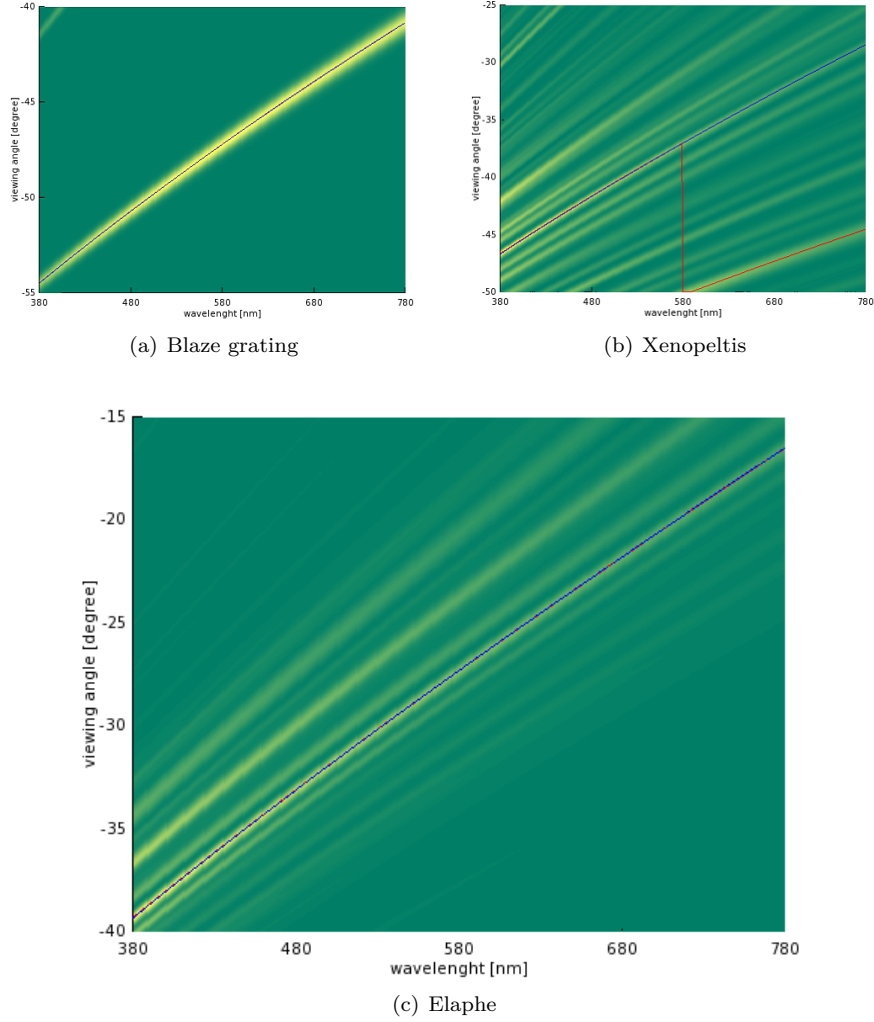 -40
-45
-50
-55
viewing angle [degree]
380 480 580 680 780
wavelenght [nm]
(a) Blaze grating
-25
-30
-35
-40
-45
-50
viewing angle [degree]
380 480 580 680 780
wavelenght [nm]
(b) Xenopeltis
-15
-20
-25
-30
-35
-40
viewing angle [degree]
380 480 580 680 780
wavelenght [nm]
(c) Elaphe